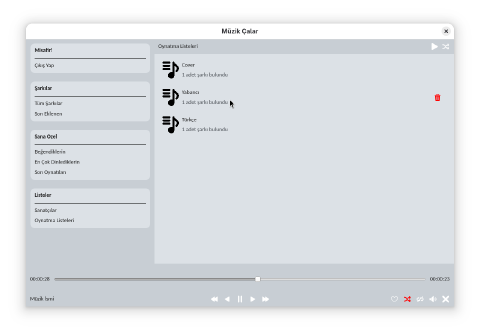 Müzik Çalar
Misafir!
Çıkış Yap
Şarkılar
Tüm Şarkılar
Son Eklenen
Sana Özel
Beğendiklerin
En Çok Dinlediklerin
Son Oynatılan
Listeler
Sanatçılar
Oynatma Listeleri
Oynatma Listeleri
Cover
1 adet şarkı bulundu
Yabancı
1 adet şarkı bulundu
Türkçe
1 adet şarkı bulundu
00:00:28
00:00:23
Müzik İsmi